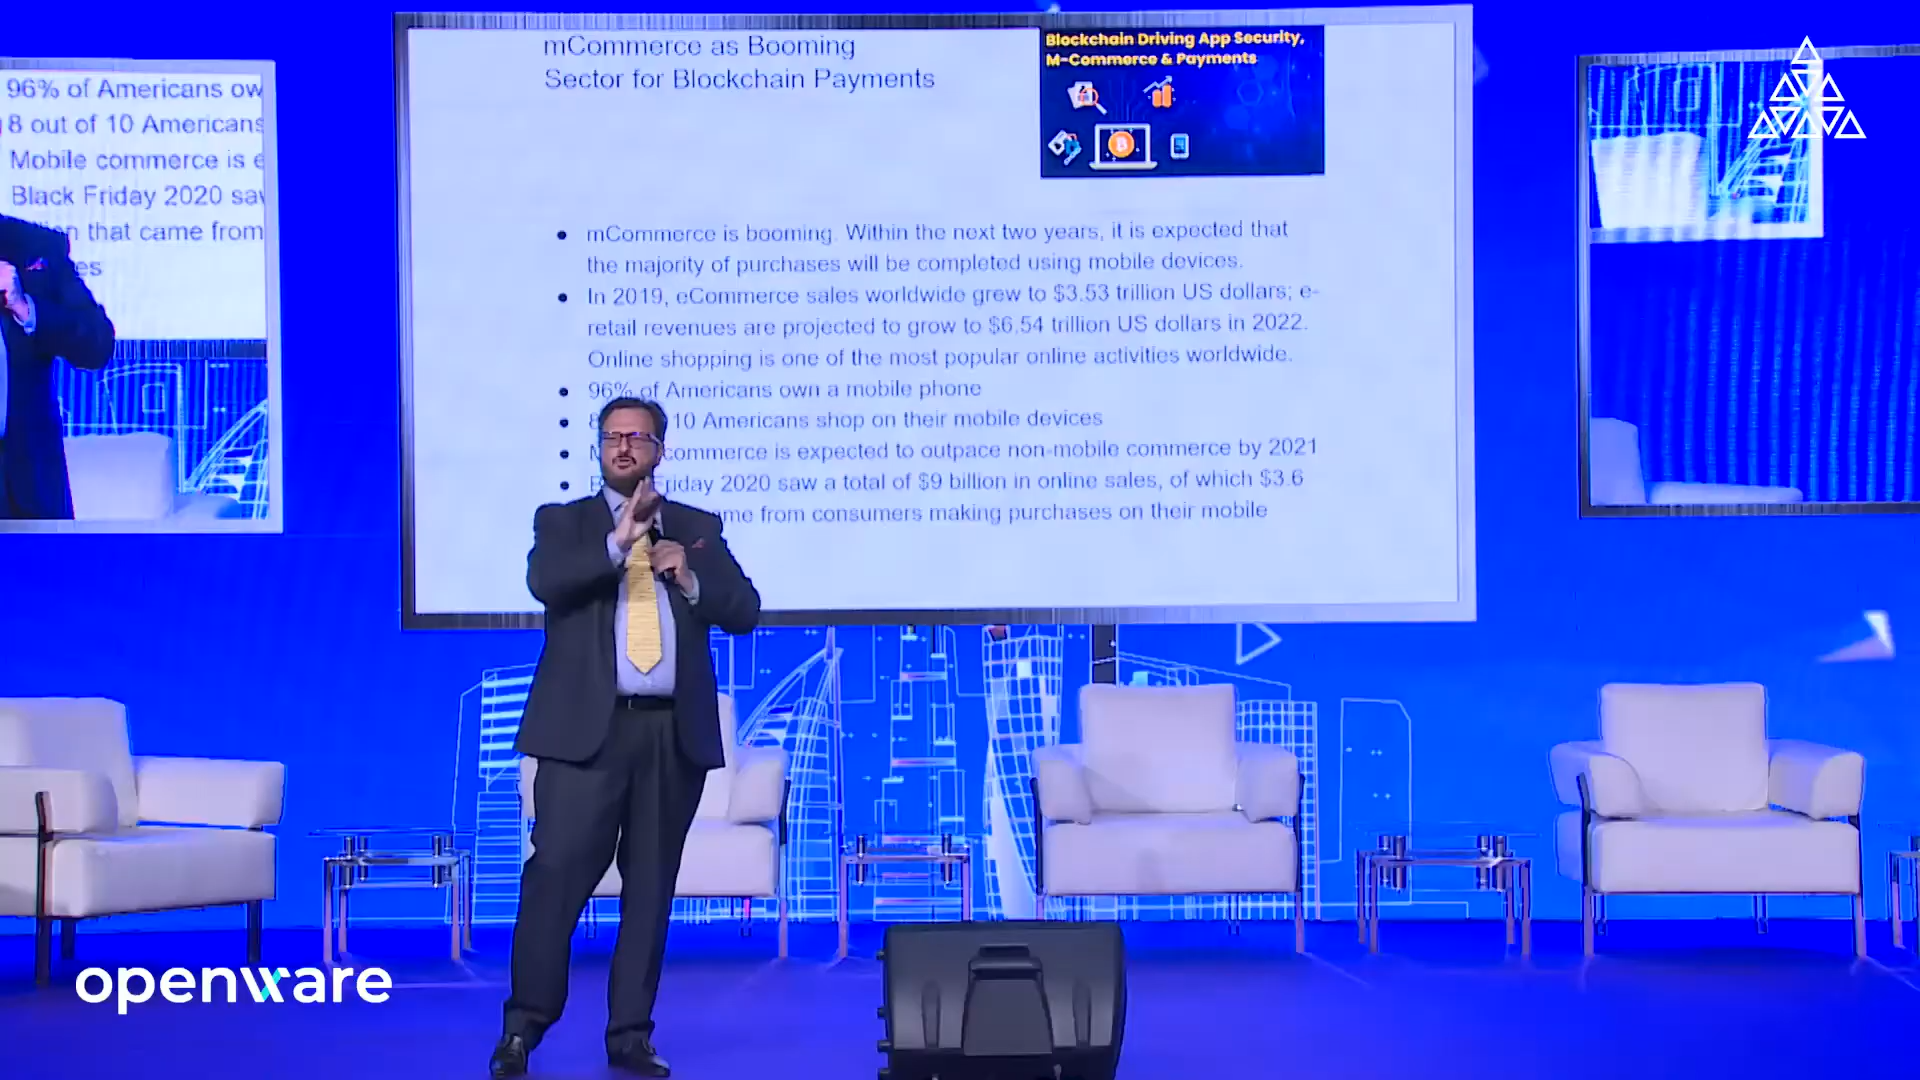 mCommerce as Booming
Sector for Blockchain Payments
Blockchain Driving App Security,
M-Commerce & Payments
mCommerce is booming. Within the next two years, it is expected that
the majority of purchases will be completed using mobile devices.
In 2019, eCommerce sales worldwide grew to $3.53 trillion US dollars; e-
retail revenues are projected to grow to $6.54 trillion US dollars in 2022.
Online shopping is one of the most popular online activities worldwide.
96% of Americans own a mobile phone
8 10 Americans shop on their mobile devices
commerce is expected to outpace non-mobile commerce by 2021
Friday 2020 saw a total of $9 billion in online sales, of which $3.6
from consumers making purchases on their mobile
96% of Americans ow
8 out of 10 Americans
Mobile commerce is e
Black Friday 2020 sav
that came from
openware